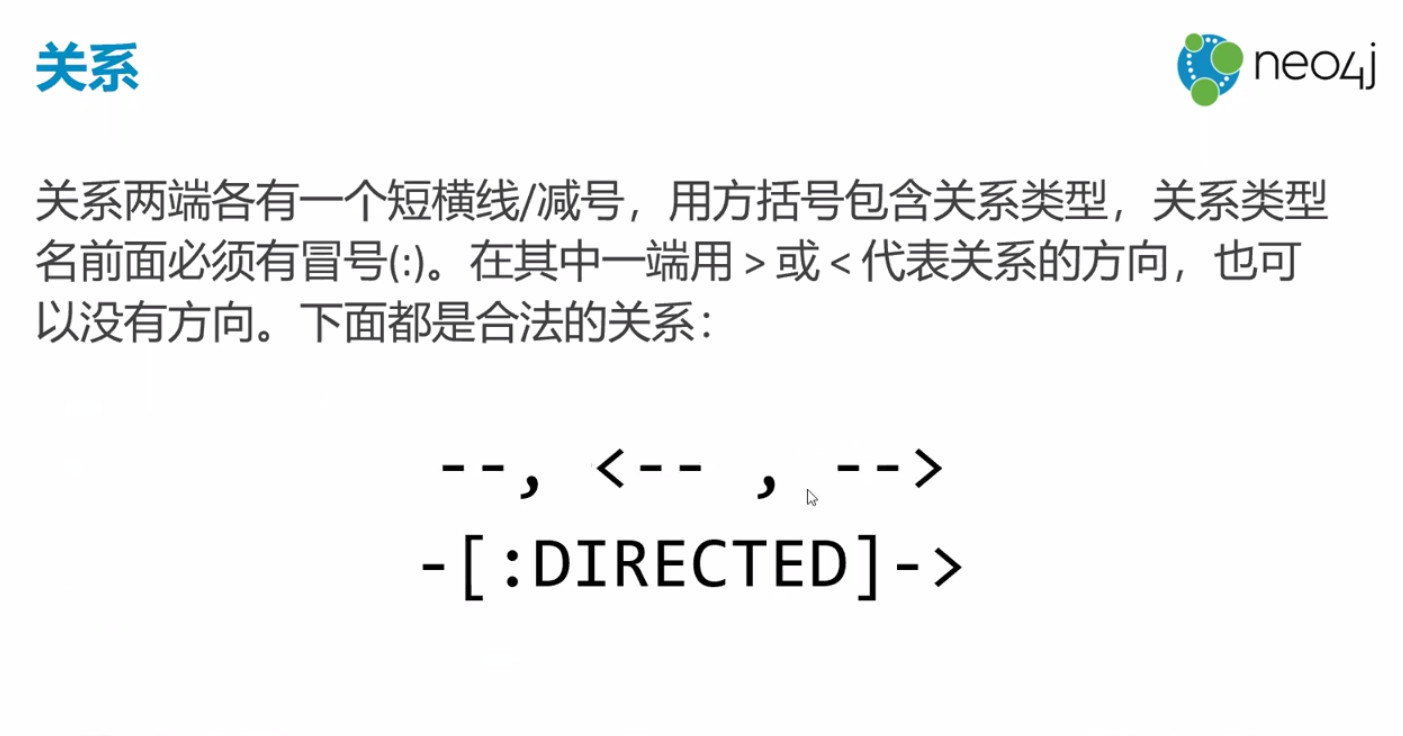 关系
neo4j
关系两端各有一个短横线/减号，用方括号包含关系类型，关系类型
名前面必须有冒号(:)。在其中一端用 > 或 < 代表关系的方向，也可
以没有方向。下面都是合法的关系：
--, <-- , -->
-[:DIRECTED]->